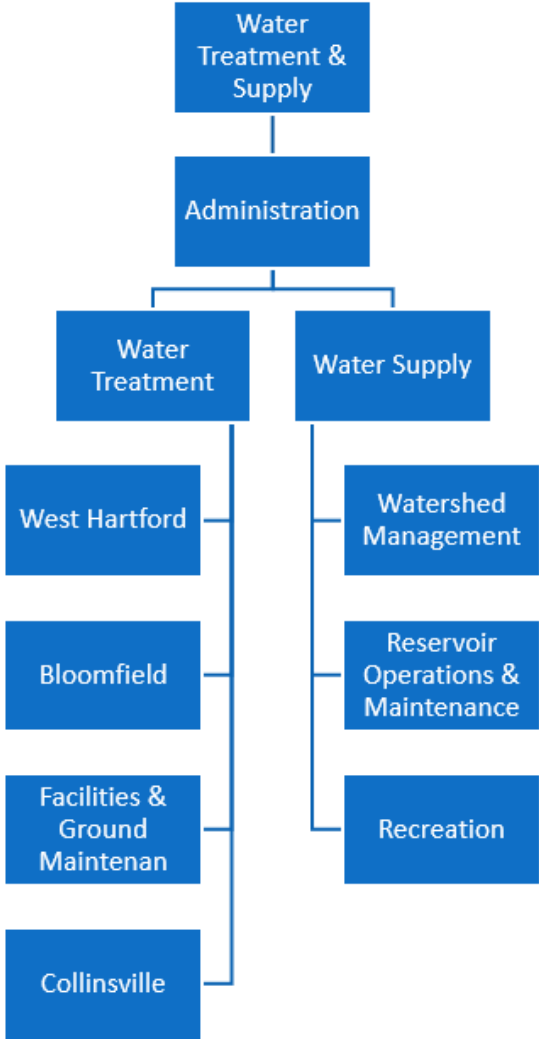 Water
Treatment &
Supply
Administration
Water
Treatment
Water Supply
West Hartford
Bloomfield
Facilities &
Ground
Maintenan
Collinsville
Watershed
Management
Reservoir
Operations &
Maintenance
Recreation